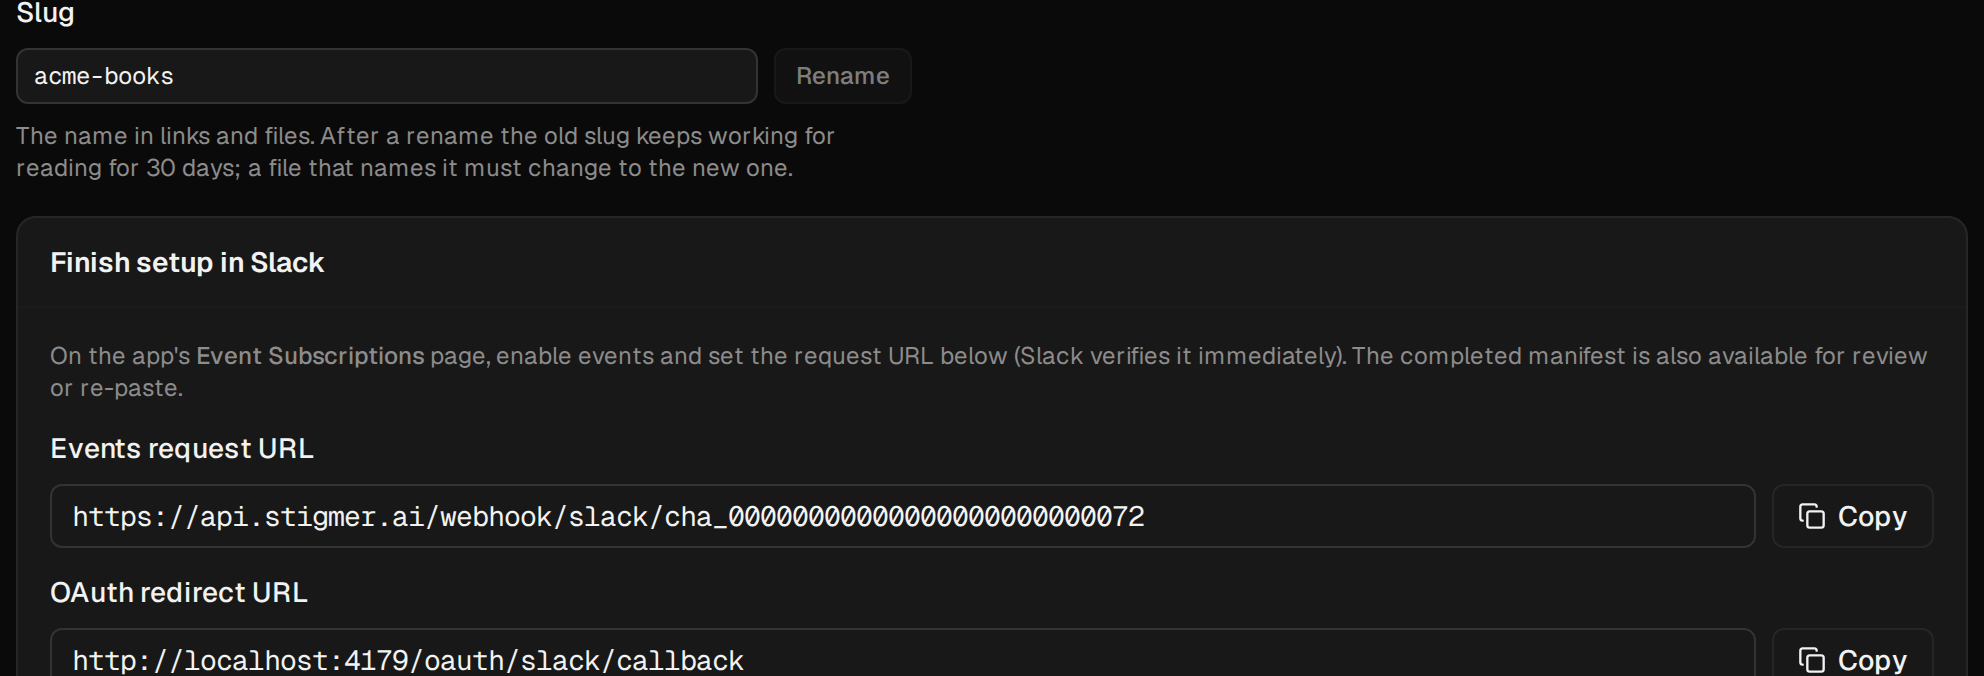 Slug
acme-books
Rename
The name in links and files. After a rename the old slug keeps working for
reading for 30 days; a file that names it must change to the new one.
Finish setup in Slack
On the app's Event Subscriptions page, enable events and set the request URL below (Slack verifies it immediately). The completed manifest is also available for review
or re-paste.
Events request URL
https://api.stigmer.ai/webhook/slack/cha_00000000000000000000000072
Copy
OAuth redirect URL
http://localhost:4179/oauth/slack/callback
Copy